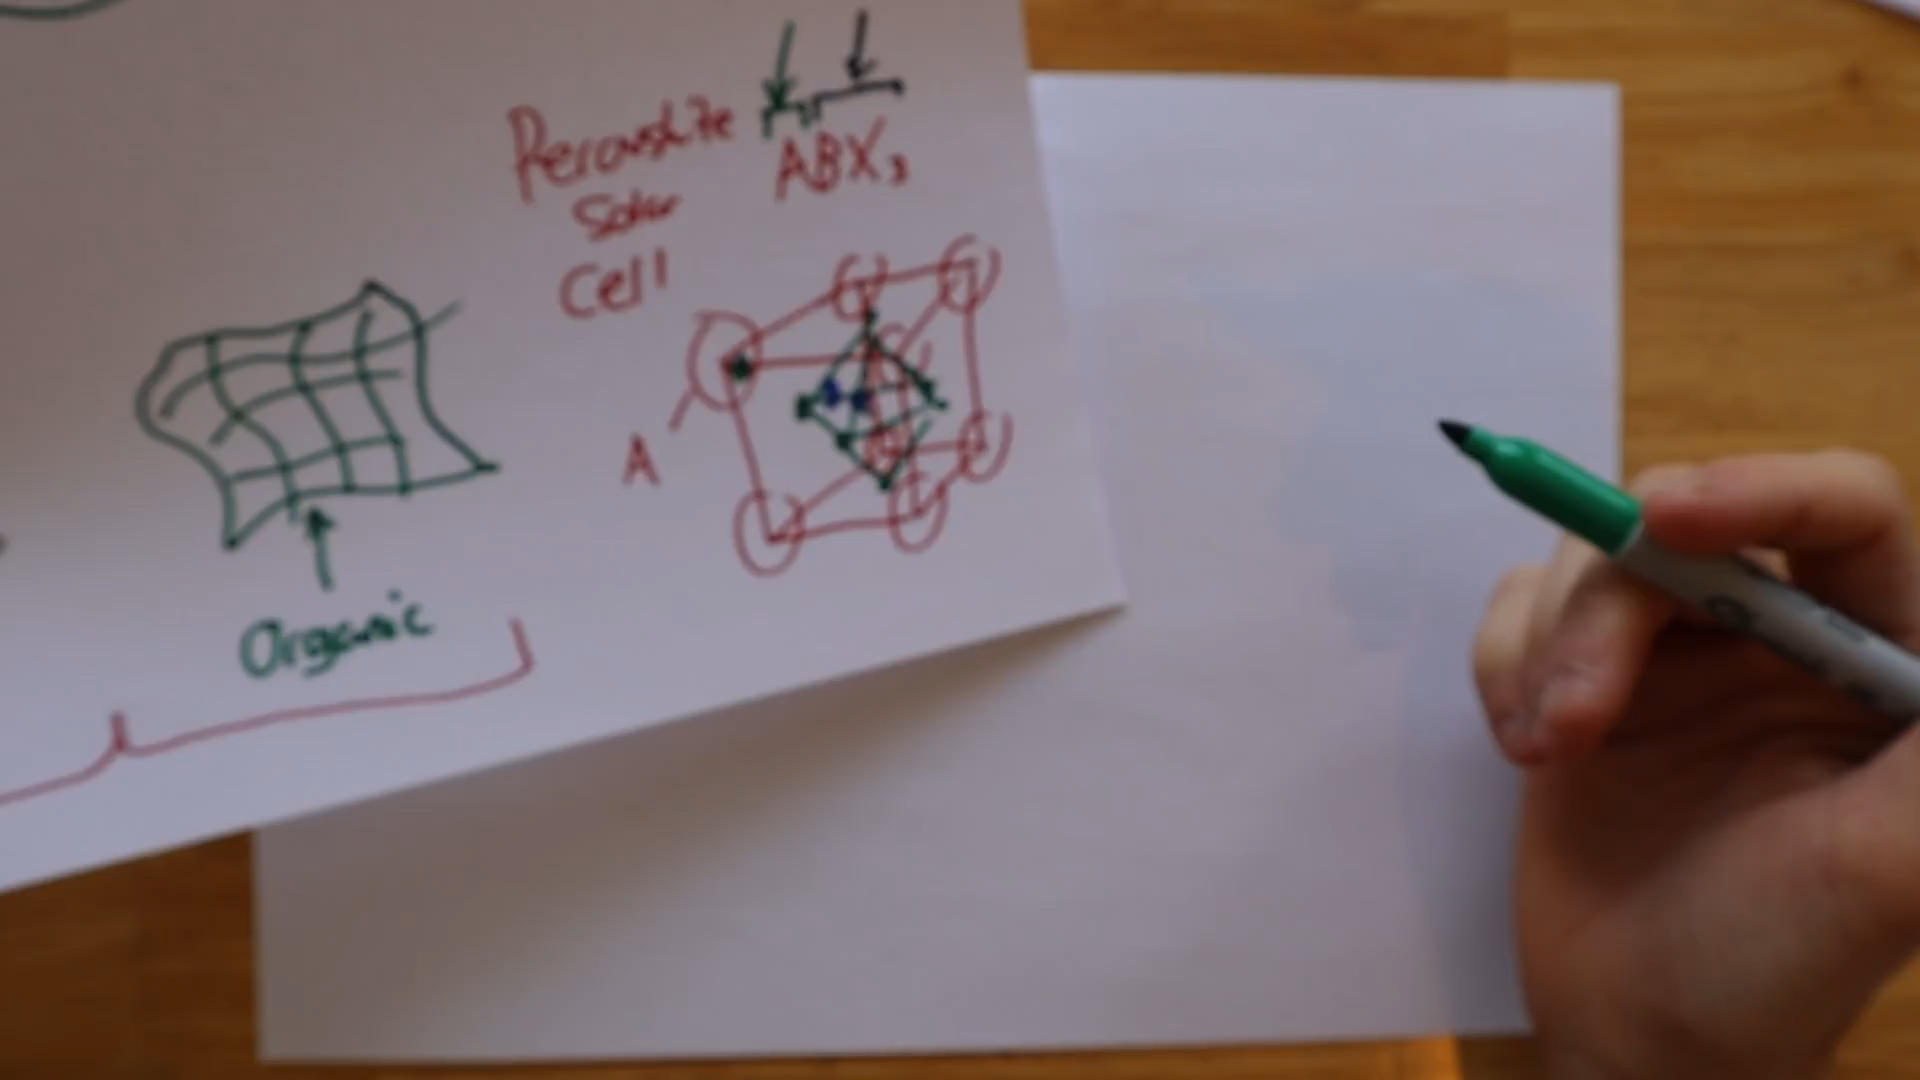 Perovskite
Solar
Cell
ABX₃
A
Organic